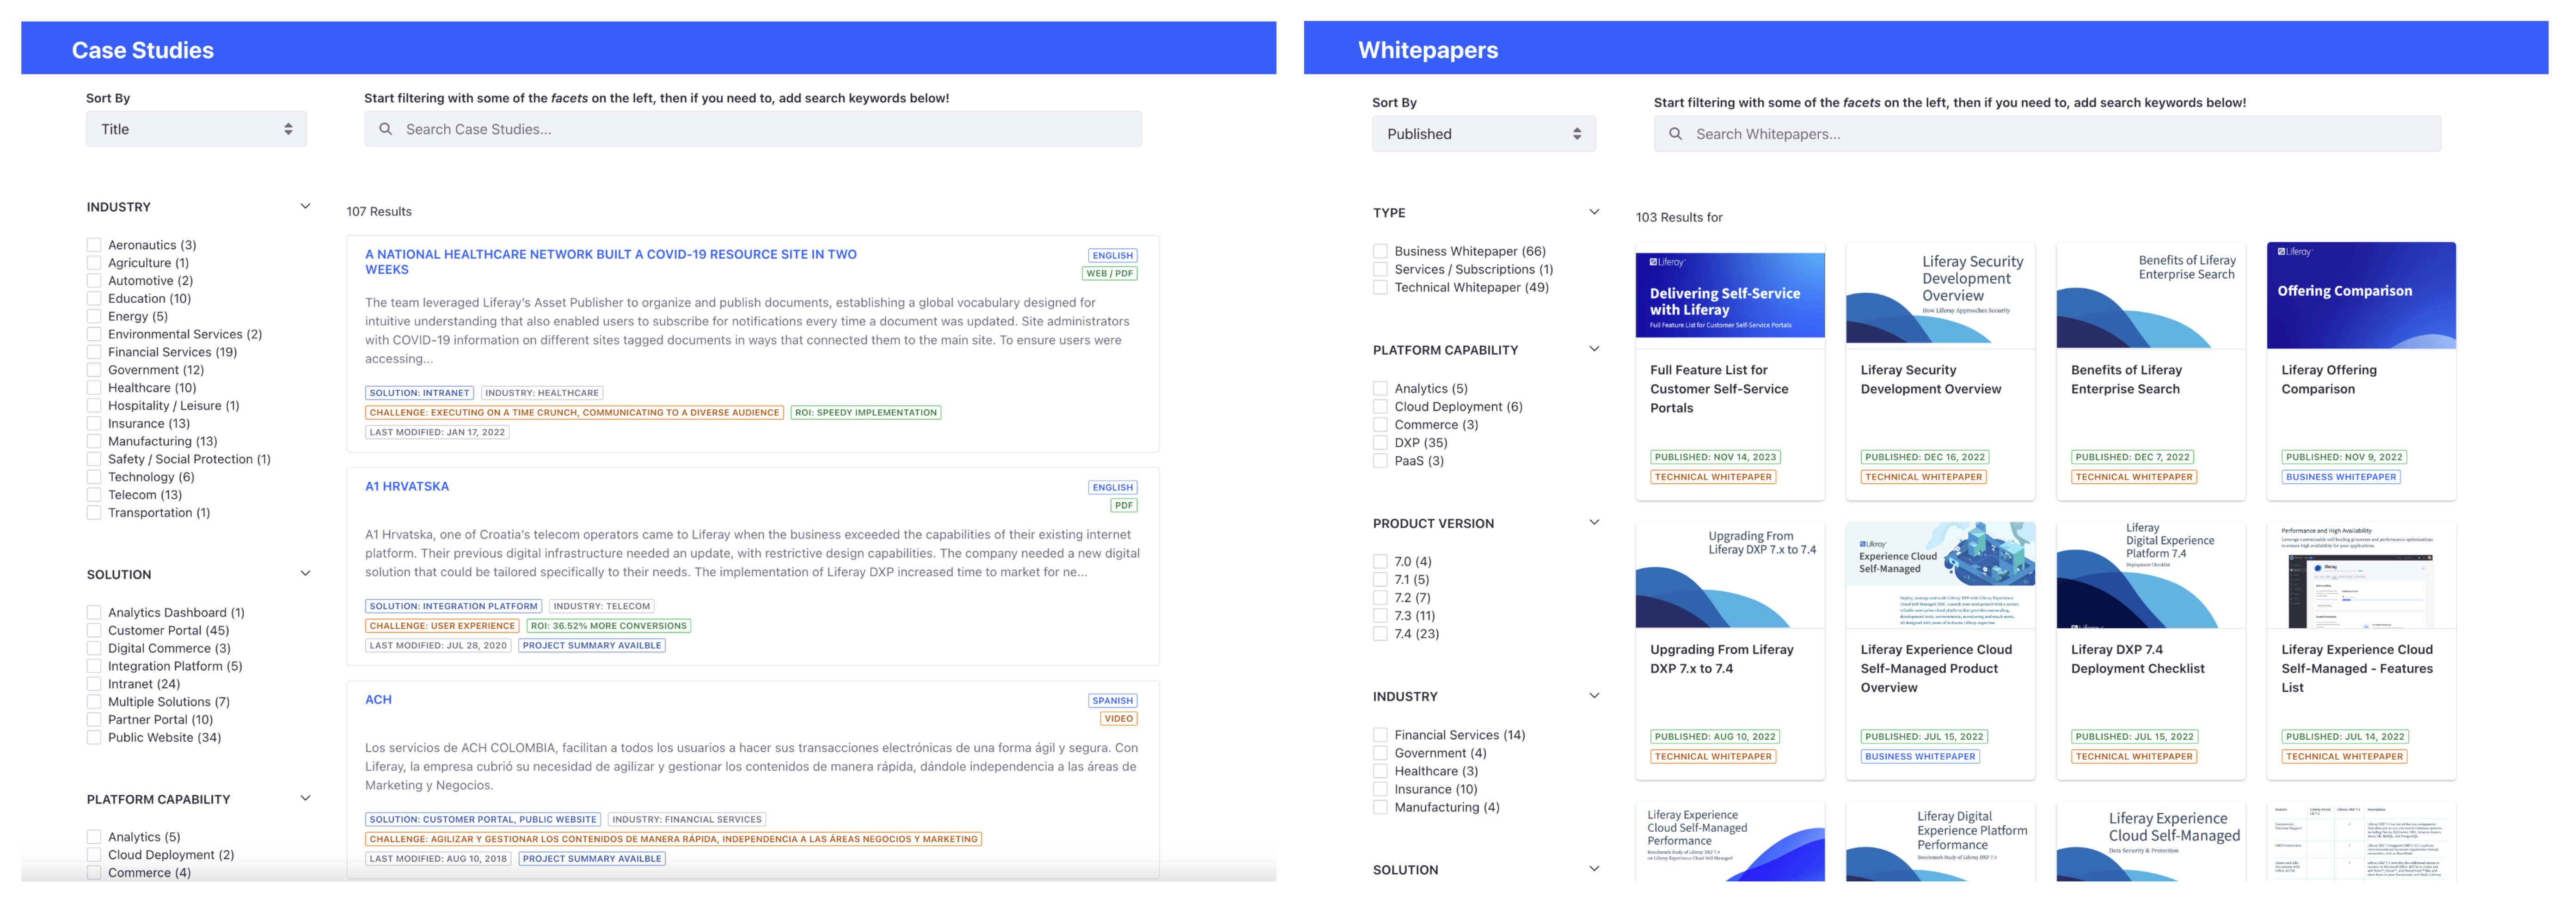 Case Studies
Sort By
Title
Start filtering with some of the facets on the left, then if you need to, add search keywords below!
Search Case Studies...
INDUSTRY
Aeronautics (3)
Agriculture (1)
Automotive (2)
Education (10)
Energy (5)
Environmental Services (2)
Financial Services (19)
Government (12)
Healthcare (10)
Hospitality / Leisure (1)
Insurance (13)
Manufacturing (13)
Safety / Social Protection (1)
Technology (6)
Telecom (13)
Transportation (1)
SOLUTION
Analytics Dashboard (1)
Customer Portal (45)
Digital Commerce (3)
Integration Platform (5)
Intranet (24)
Multiple Solutions (7)
Partner Portal (10)
Public Website (34)
PLATFORM CAPABILITY
Analytics (5)
Cloud Deployment (2)
Commerce (4)
107 Results
A NATIONAL HEALTHCARE NETWORK BUILT A COVID-19 RESOURCE SITE IN TWO
WEEKS
ENGLISH
WEB / PDF
The team leveraged Liferay's Asset Publisher to organize and publish documents, establishing a global vocabulary designed for
intuitive understanding that also enabled users to subscribe for notifications every time a document was updated. Site administrators
with COVID-19 information on different sites tagged documents in ways that connected them to the main site. To ensure users were
accessing...
SOLUTION: INTRANET INDUSTRY: HEALTHCARE
CHALLENGE: EXECUTING ON A TIME CRUNCH, COMMUNICATING TO A DIVERSE AUDIENCE ROI: SPEEDY IMPLEMENTATION
LAST MODIFIED: JAN 17, 2022
A1 HRVATSKA
ENGLISH
PDF
A1 Hrvatska, one of Croatia's telecom operators came to Liferay when the business exceeded the capabilities of their existing internet
platform. Their previous digital infrastructure needed an update, with restrictive design capabilities. The company needed a new digital
solution that could be tailored specifically to their needs. The implementation of Liferay DXP increased time to market for ne...
SOLUTION: INTEGRATION PLATFORM INDUSTRY: TELECOM
CHALLENGE: USER EXPERIENCE ROI: 36.52% MORE CONVERSIONS
LAST MODIFIED: JUL 28, 2020 PROJECT SUMMARY AVAILBLE
ACH
SPANISH
VIDEO
Los servicios de ACH COLOMBIA, facilitan a todos los usuarios a hacer sus transacciones electrónicas de una forma ágil y segura. Con
Liferay, la empresa cubrió su necesidad de agilizar y gestionar los contenidos de manera rápida, dándole independencia a las áreas de
Marketing y Negocios.
SOLUTION: CUSTOMER PORTAL, PUBLIC WEBSITE INDUSTRY: FINANCIAL SERVICES
CHALLENGE: AGILIZAR Y GESTIONAR LOS CONTENIDOS DE MANERA RÁPIDA, INDEPENDENCIA A LAS ÁREAS NEGOCIOS Y MARKETING
LAST MODIFIED: AUG 10, 2018 PROJECT SUMMARY AVAILBLE
Whitepapers
Sort By
Published
Start filtering with some of the facets on the left, then if you need to, add search keywords below!
Search Whitepapers...
TYPE
Business Whitepaper (66)
Services / Subscriptions (1)
Technical Whitepaper (49)
PLATFORM CAPABILITY
Analytics (5)
Cloud Deployment (6)
Commerce (3)
DXP (35)
PaaS (3)
PRODUCT VERSION
7.0 (4)
7.1 (5)
7.2 (7)
7.3 (11)
7.4 (23)
INDUSTRY
Financial Services (14)
Government (4)
Healthcare (3)
Insurance (10)
Manufacturing (4)
SOLUTION
103 Results for
Liferay
Delivering Self-Service
with Liferay
Full Feature List for Customer Self-Service Portals
Full Feature List for
Customer Self-Service
Portals
PUBLISHED: NOV 14, 2023
TECHNICAL WHITEPAPER
Liferay Security
Development
Overview
How Liferay Approaches Security
Liferay Security
Development Overview
PUBLISHED: DEC 16, 2022
TECHNICAL WHITEPAPER
Benefits of Liferay
Enterprise Search
Benefits of Liferay
Enterprise Search
PUBLISHED: DEC 7, 2022
TECHNICAL WHITEPAPER
Liferay
Offering Comparison
Liferay Offering
Comparison
PUBLISHED: NOV 9, 2022
BUSINESS WHITEPAPER
Upgrading From
Liferay DXP 7.x to 7.4
Upgrading From Liferay
DXP 7.x to 7.4
PUBLISHED: AUG 10, 2022
TECHNICAL WHITEPAPER
Liferay
Experience Cloud
Self-Managed
Liferay Experience Cloud
Self-Managed Product
Overview
PUBLISHED: JUL 15, 2022
BUSINESS WHITEPAPER
Liferay
Digital Experience
Platform 7.4
Deployment Checklist
Liferay DXP 7.4
Deployment Checklist
PUBLISHED: JUL 15, 2022
TECHNICAL WHITEPAPER
Performance and High Availability
Liferay Experience Cloud
Self-Managed - Features
List
PUBLISHED: JUL 14, 2022
TECHNICAL WHITEPAPER
Liferay Experience
Cloud Self-Managed
Performance
Benchmark Study of Liferay DXP 7.4
on Liferay Experience Cloud Self-Managed
Liferay Digital
Experience Platform
Performance
Benchmark Study of Liferay DXP 7.4
Liferay Experience
Cloud Self-Managed
Data Security & Protection